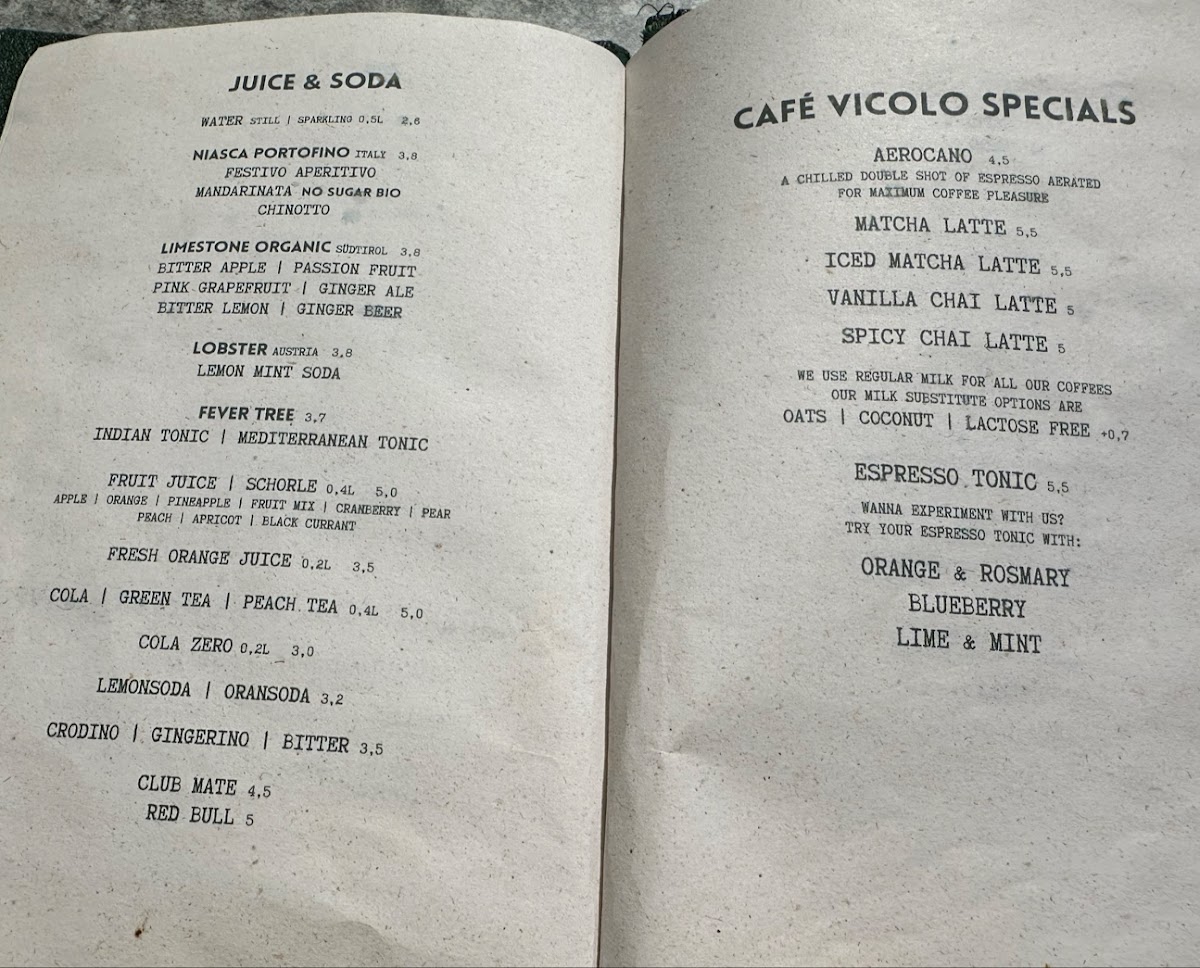 JUICE & SODA
WATER STILL | SPARKLING 0,5L 2,6
NIASCA PORTOFINO ITALY 3,8
FESTIVO APERITIVO
MANDARINATA NO SUGAR BIO
CHINOTTO
LIMESTONE ORGANIC SÜDTIROL 3,8
BITTER APPLE | PASSION FRUIT
PINK GRAPEFRUIT | GINGER ALE
BITTER LEMON | GINGER BEER
LOBSTER AUSTRIA 3,8
LEMON MINT SODA
FEVER TREE 3,7
INDIAN TONIC | MEDITERRANEAN TONIC
FRUIT JUICE | SCHORLE 0,4L 5,0
APPLE | ORANGE | PINEAPPLE | FRUIT MIX | CRANBERRY | PEAR
PEACH | APRICOT | BLACK CURRANT
FRESH ORANGE JUICE 0,2L 3,5
COLA | GREEN TEA | PEACH TEA 0,4L 5,0
COLA ZERO 0,2L 3,0
LEMONSODA | ORANSODA 3,2
CRODINO | GINGERINO | BITTER 3,5
CLUB MATE 4,5
RED BULL 5
CAFÉ VICOLO SPECIALS
AEROCANO 4,5
A CHILLED DOUBLE SHOT OF ESPRESSO AERATED
FOR MAXIMUM COFFEE PLEASURE
MATCHA LATTE 5,5
ICED MATCHA LATTE 5,5
VANILLA CHAI LATTE 5
SPICY CHAI LATTE 5
WE USE REGULAR MILK FOR ALL OUR COFFEES
OUR MILK SUBSTITUTE OPTIONS ARE
OATS | COCONUT | LACTOSE FREE +0,7
ESPRESSO TONIC 5,5
WANNA EXPERIMENT WITH US?
TRY YOUR ESPRESSO TONIC WITH:
ORANGE & ROSMARY
BLUEBERRY
LIME & MINT